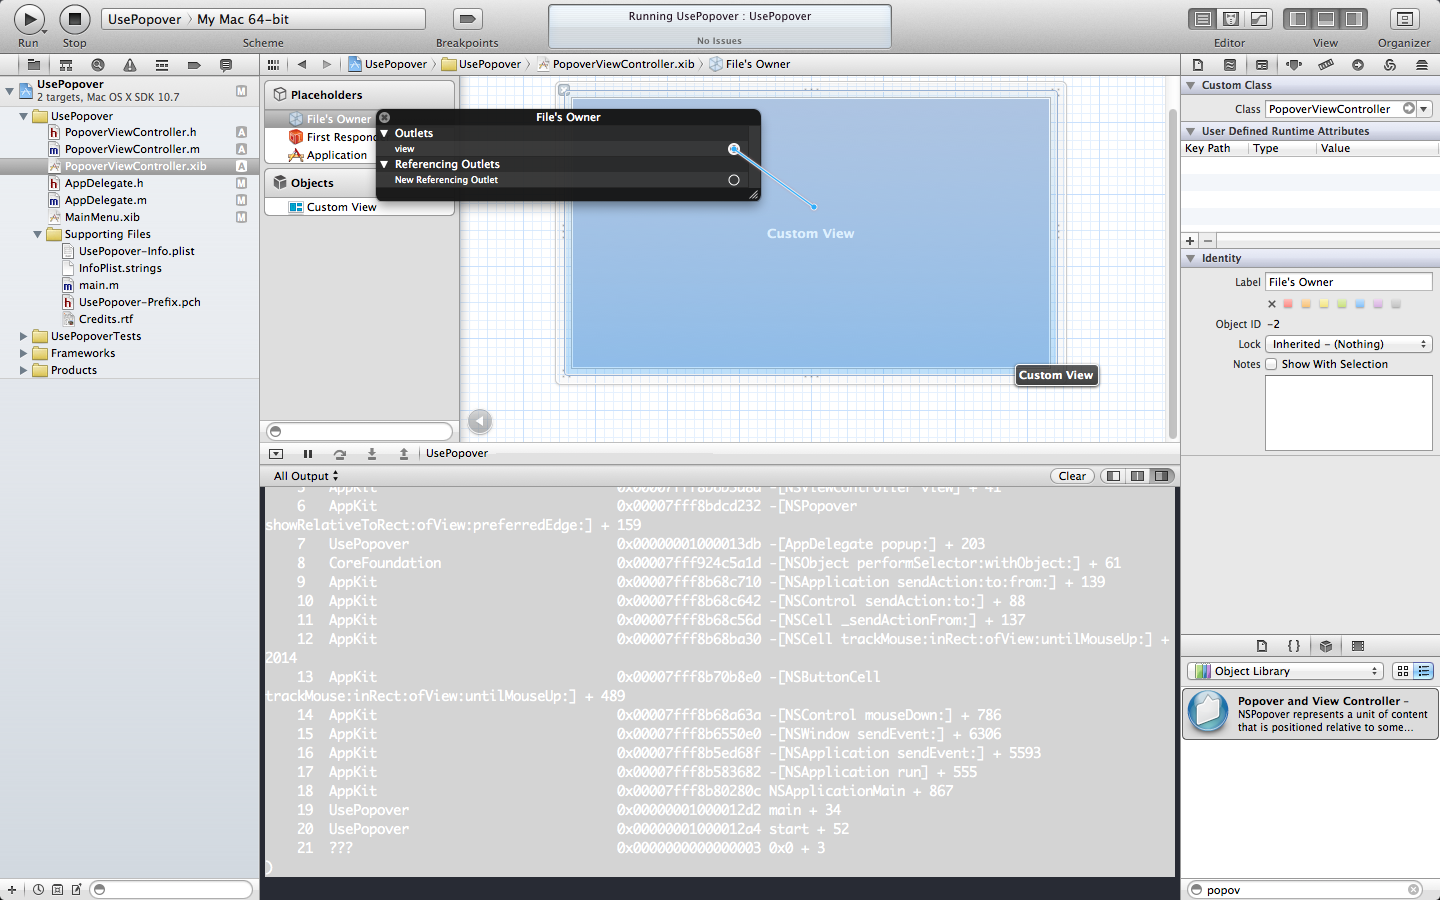 Run
Stop
UsePopover
My Mac 64-bit
Scheme
Breakpoints
Running UsePopover : UsePopover
No Issues
Editor
View
Organizer
UsePopover
2 targets, Mac OS X SDK 10.7
M
UsePopover
PopoverViewController.h
A
PopoverViewController.m
A
PopoverViewController.xib
A
AppDelegate.h
M
AppDelegate.m
M
MainMenu.xib
M
Supporting Files
UsePopover-Info.plist
InfoPlist.strings
main.m
UsePopover-Prefix.pch
Credits.rtf
UsePopoverTests
Frameworks
Products
UsePopover
UsePopover
PopoverViewController.xib
File's Owner
Placeholders
File's Owner
First Respond
Application
Objects
Custom View
File's Owner
Outlets
view
Referencing Outlets
New Referencing Outlet
Custom View
Custom View
UsePopover
All Output
Clear
6 AppKit 0x00007fff8bdcd232 -[NSPopover
showRelativeToRect:ofView:preferredEdge:] + 159
7 UsePopover 0x00000001000013db -[AppDelegate popup:] + 203
8 CoreFoundation 0x00007fff924c5a1d -[NSObject performSelector:withObject:] + 61
9 AppKit 0x00007fff8b68c710 -[NSApplication sendAction:to:from:] + 139
10 AppKit 0x00007fff8b68c642 -[NSControl sendAction:to:] + 88
11 AppKit 0x00007fff8b68c56d -[NSCell _sendActionFrom:] + 137
12 AppKit 0x00007fff8b68ba30 -[NSCell trackMouse:inRect:ofView:untilMouseUp:] +
2014
13 AppKit 0x00007fff8b70b8e0 -[NSButtonCell
trackMouse:inRect:ofView:untilMouseUp:] + 489
14 AppKit 0x00007fff8b68a63a -[NSControl mouseDown:] + 786
15 AppKit 0x00007fff8b6550e0 -[NSWindow sendEvent:] + 6306
16 AppKit 0x00007fff8b5ed68f -[NSApplication sendEvent:] + 5593
17 AppKit 0x00007fff8b583682 -[NSApplication run] + 555
18 AppKit 0x00007fff8b80280c NSApplicationMain + 867
19 UsePopover 0x00000001000012d2 main + 34
20 UsePopover 0x00000001000012a4 start + 52
21 ??? 0x0000000000000003 0x0 + 3
)
Custom Class
Class PopoverViewController
User Defined Runtime Attributes
Key Path Type Value
Identity
Label File's Owner
Object ID -2
Lock Inherited - (Nothing)
Notes Show With Selection
Object Library
Popover and View Controller -
NSPopover represents a unit of content
that is positioned relative to some...
popov